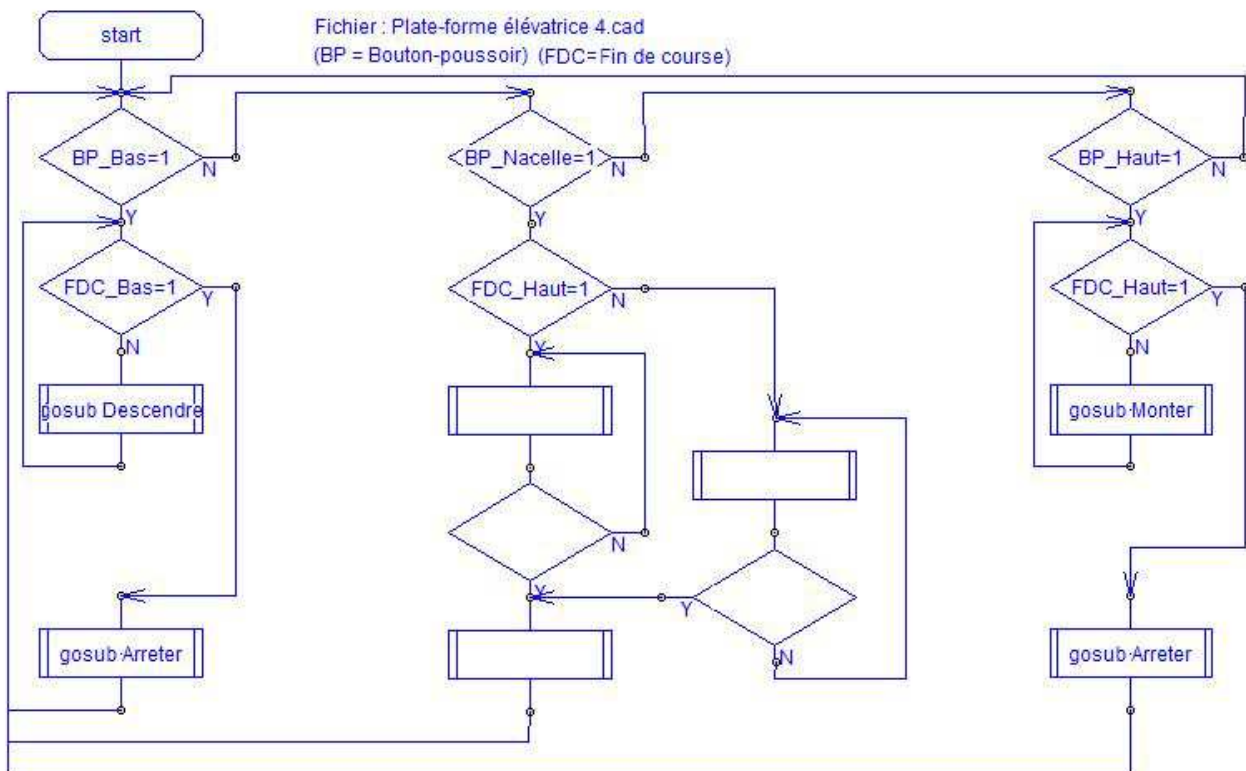 start
Fichier : Plate-forme élévatrice 4.cad
(BP = Bouton-poussoir) (FDC=Fin de course)
BP_Bas=1
N
BP_Nacelle=1
N
BP_Haut=1
N
Y
Y
Y
FDC_Bas=1
Y
FDC_Haut=1
N
FDC_Haut=1
Y
N
Y
N
gosub Descendre
gosub·Monter
N
Y
Y
N
gosub·Arreter
gosub·Arreter